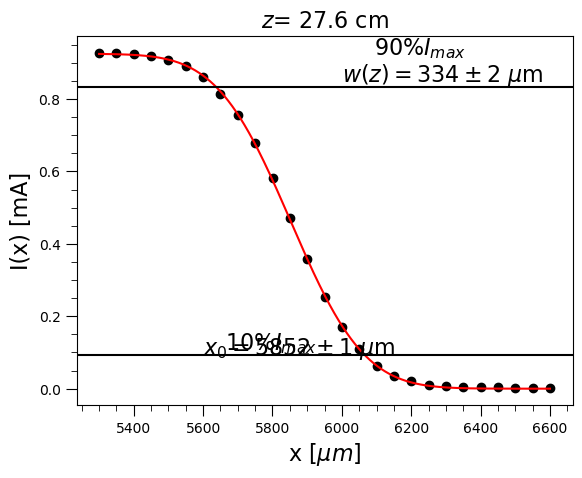 z= 27.6 cm
90%I_max
w(z) = 334 ± 2 μm
I(x) [mA]
0.8
0.6
0.4
0.2
0.0
10%I_max
x_0 = 5852 ± 1 μm
5400 5600 5800 6000 6200 6400 6600
x [μm]